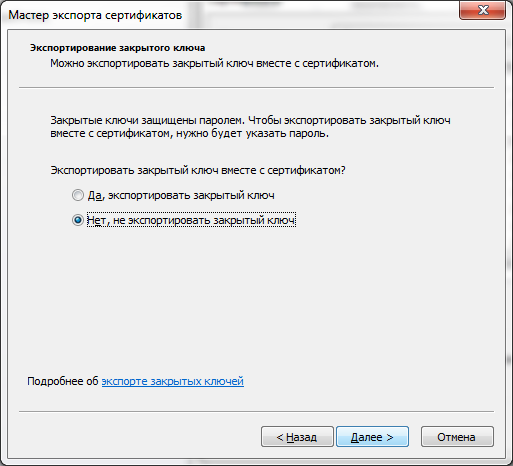 Мастер экспорта сертификатов
Экспортирование закрытого ключа
Можно экспортировать закрытый ключ вместе с сертификатом.
Закрытые ключи защищены паролем. Чтобы экспортировать закрытый ключ
вместе с сертификатом, нужно будет указать пароль.
Экспортировать закрытый ключ вместе с сертификатом?
Да, экспортировать закрытый ключ
Нет, не экспортировать закрытый ключ
Подробнее об экспорте закрытых ключей
< Назад
Далее >
Отмена